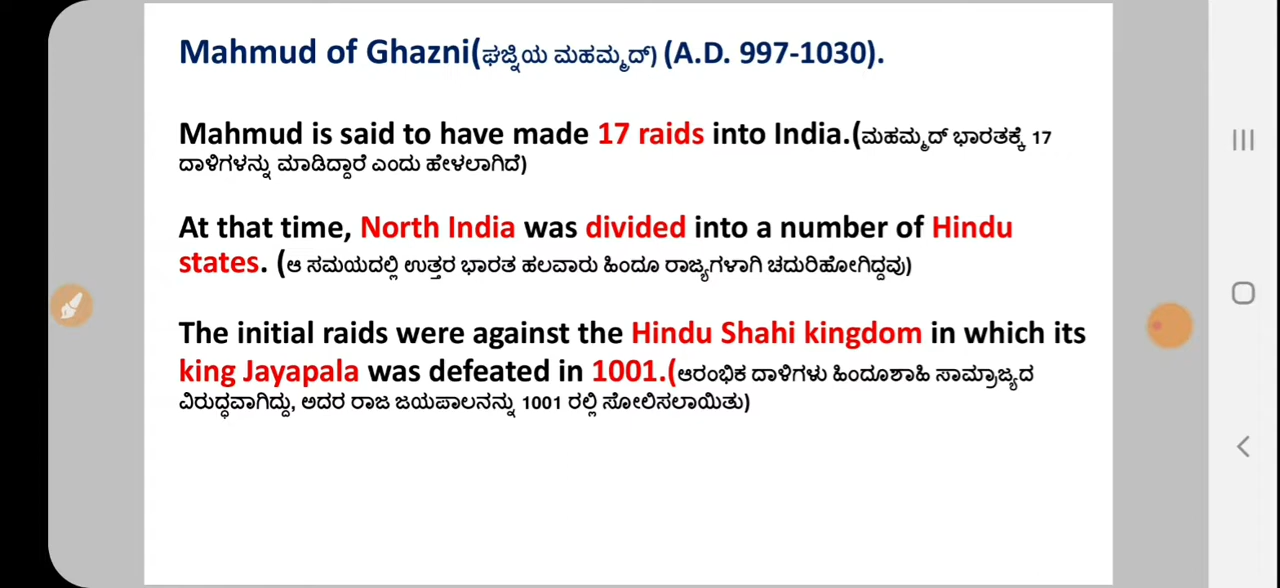 Mahmud of Ghazni(ಘಜ್ನಿಯ ಮಹಮ್ಮದ್) (A.D. 997-1030).
Mahmud is said to have made 17 raids into India.(ಮಹಮ್ಮದ್ ಭಾರತಕ್ಕೆ 17
ದಾಳಿಗಳನ್ನು ಮಾಡಿದ್ದಾರೆ ಎಂದು ಹೇಳಲಾಗಿದೆ)
At that time, North India was divided into a number of Hindu
states. (ಆ ಸಮಯದಲ್ಲಿ ಉತ್ತರ ಭಾರತ ಹಲವಾರು ಹಿಂದೂ ರಾಜ್ಯಗಳಾಗಿ ಚದುರಿಹೋಗಿದ್ದವು)
The initial raids were against the Hindu Shahi kingdom in which its
king Jayapala was defeated in 1001.(ಆರಂಭಿಕ ದಾಳಿಗಳು ಹಿಂದೂಶಾಹಿ ಸಾಮ್ರಾಜ್ಯದ
ವಿರುದ್ಧವಾಗಿದ್ದು, ಅದರ ರಾಜ ಜಯಪಾಲನನ್ನು 1001 ರಲ್ಲಿ ಸೋಲಿಸಲಾಯಿತು)